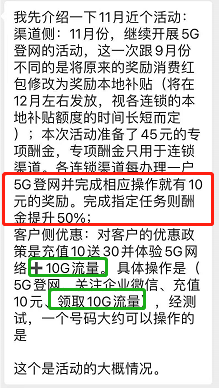 我先介绍一下11月近个活动：
渠道侧：11月份，继续开展5G
登网的活动，这一次跟9月份
不同的是将原来的奖励消费红
包修改为奖励本地补贴（将在
12月左右发放，视各连锁的本
地补贴额度的时间长短而定
）；本次活动准备了45元的专
项酬金，专项酬金只用于连锁
渠道。各连锁渠道每办理一户
5G登网并完成相应操作就有10
元的奖励。完成指定任务则酬
金提升50%；
客户侧优惠：对客户的优惠政
策是充值10送30并体验5G网
络➕10G流量。具体操作是（
5G登网、关注企业微信、充值
10元、领取10G流量），经测
试，一个号码大约可以操作的
是
这个是活动的大概情况。